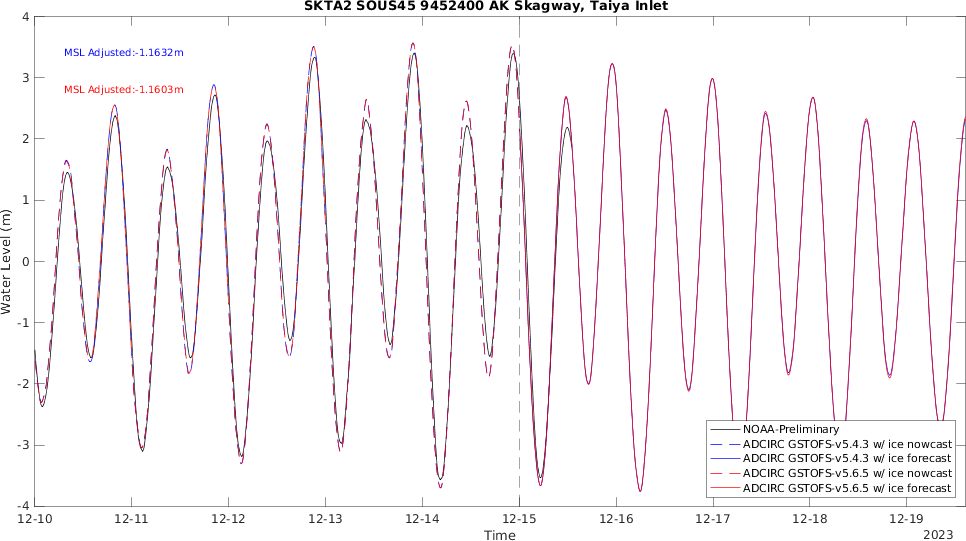 SKTA2 SOUS45 9452400 AK Skagway, Taiya Inlet
MSL Adjusted:-1.1632m
MSL Adjusted:-1.1603m
4
3
2
1
0
-1
-2
-3
-4
Water Level (m)
NOAA-Preliminary
ADCIRC GSTOFS-v5.4.3 w/ ice nowcast
ADCIRC GSTOFS-v5.4.3 w/ ice forecast
ADCIRC GSTOFS-v5.6.5 w/ ice nowcast
ADCIRC GSTOFS-v5.6.5 w/ ice forecast
12-10 12-11 12-12 12-13 12-14 12-15 12-16 12-17 12-18 12-19
Time
2023